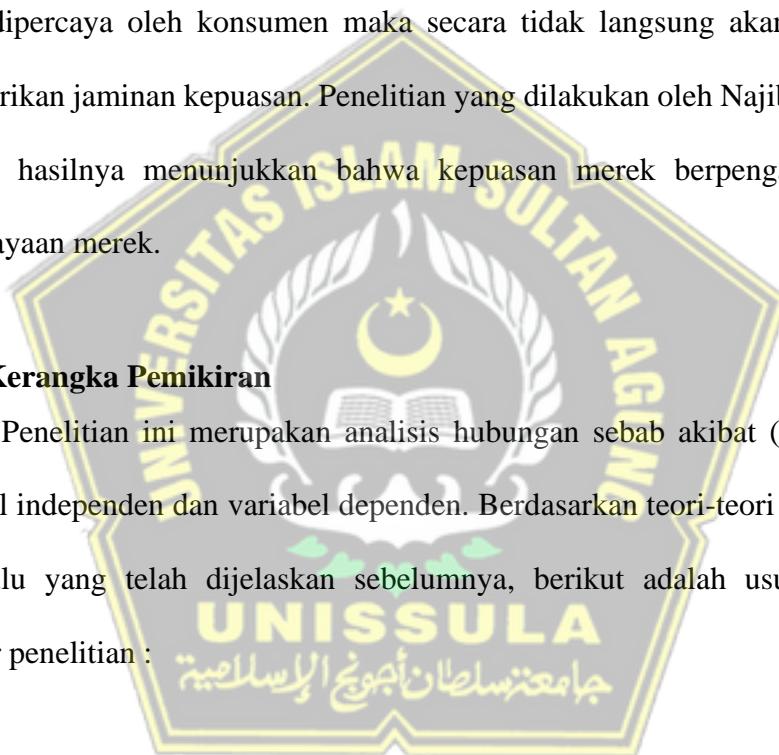 dipercaya oleh konsumen maka secara tidak langsung akan
rikan jaminan kepuasan. Penelitian yang dilakukan oleh Najib
hasilnya menunjukkan bahwa kepuasan merek berpenga
ayaan merek.
Kerangka Pemikiran
Penelitian ini merupakan analisis hubungan sebab akibat (
l independen dan variabel dependen. Berdasarkan teori-teori
lu yang telah dijelaskan sebelumnya, berikut adalah usu
r penelitian :
UNIVERSITAS ISLAM SULTAN AGUNG
UNISSULA
جامعة سلطان أجونج الإسلامية